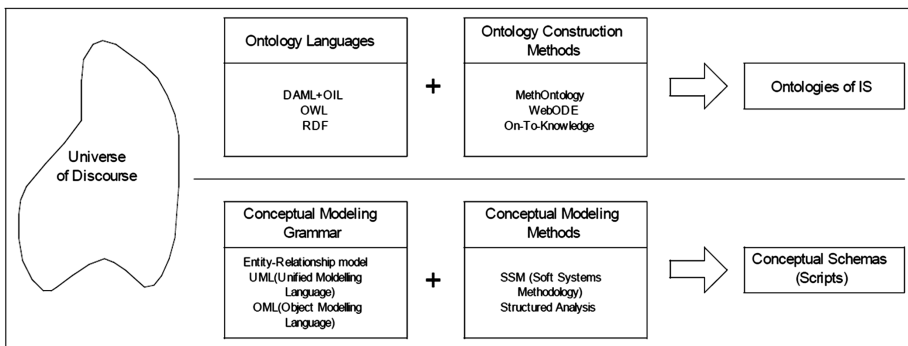 Universe
of Discourse
Ontology Languages
DAML+OIL
OWL
RDF
+
Ontology Construction
Methods
MethOntology
WebODE
On-To-Knowledge
Ontologies of IS
Conceptual Modeling
Grammar
Entity-Relationship model
UML(Unified Moldelling
Language)
OML(Object Modelling
Language)
+
Conceptual Modeling
Methods
SSM (Soft Systems
Methodology)
Structured Analysis
Conceptual Schemas
(Scripts)